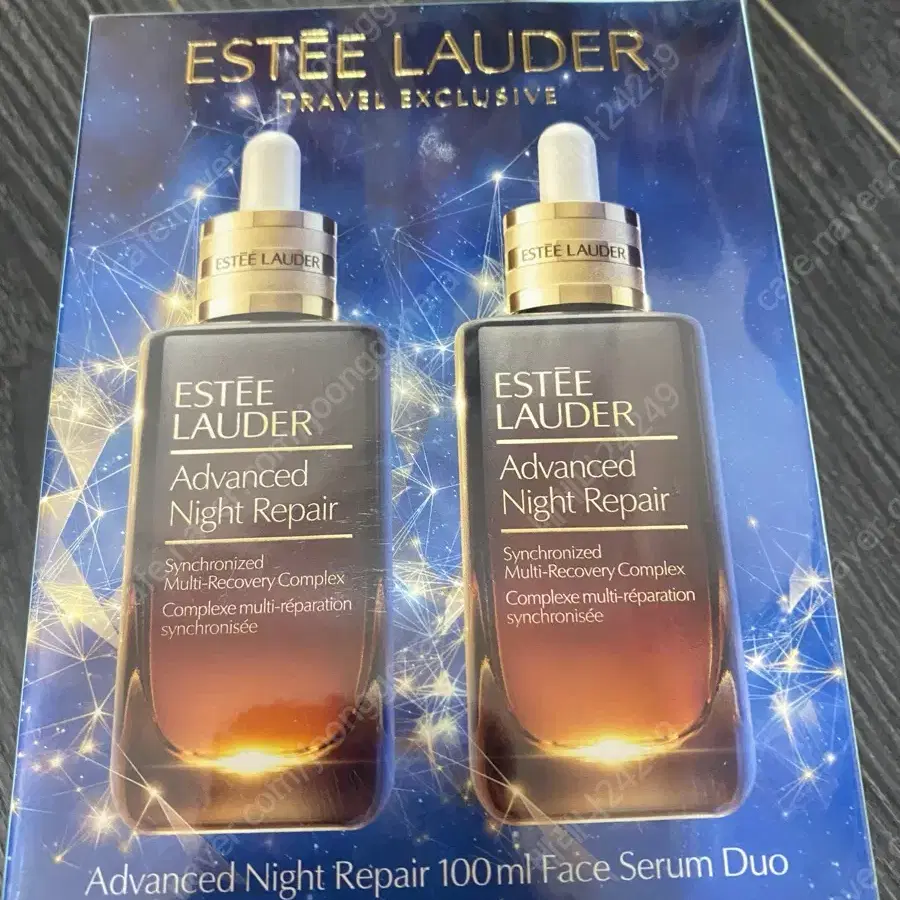 ESTĒE LAUDER
TRAVEL EXCLUSIVE
ESTĒE LAUDER
ESTĒE
LAUDER
Advanced
Night Repair
Synchronized
Multi-Recovery Complex
Complexe multi-réparation
synchronisée
ESTĒE LAUDER
ESTĒE
LAUDER
Advanced
Night Repair
Synchronized
Multi-Recovery Complex
Complexe multi-réparation
synchronisée
Advanced Night Repair 100ml Face Serum Duo